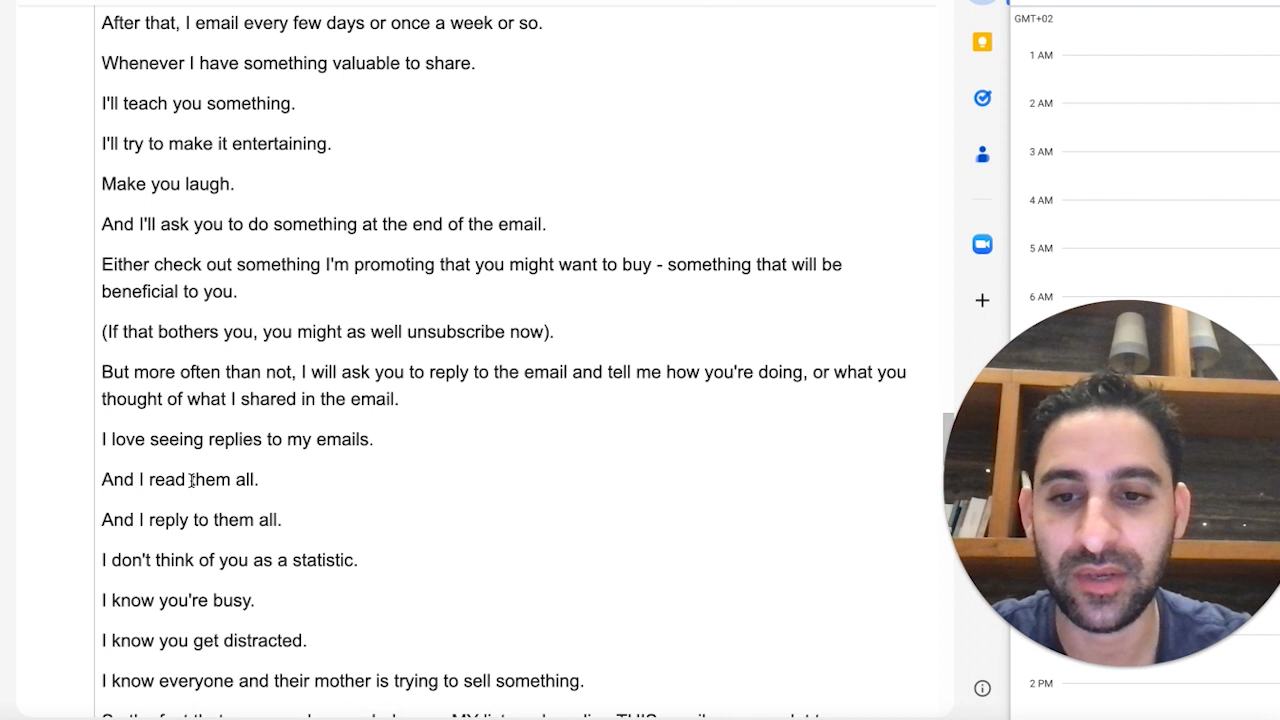 After that, I email every few days or once a week or so.
Whenever I have something valuable to share.
I'll teach you something.
I'll try to make it entertaining.
Make you laugh.
And I'll ask you to do something at the end of the email.
Either check out something I'm promoting that you might want to buy - something that will be
beneficial to you.
(If that bothers you, you might as well unsubscribe now).
But more often than not, I will ask you to reply to the email and tell me how you're doing, or what you
thought of what I shared in the email.
I love seeing replies to my emails.
And I read them all.
And I reply to them all.
I don't think of you as a statistic.
I know you're busy.
I know you get distracted.
I know everyone and their mother is trying to sell something.
GMT+02
1 AM
2 AM
3 AM
4 AM
5 AM
6 AM
2 PM